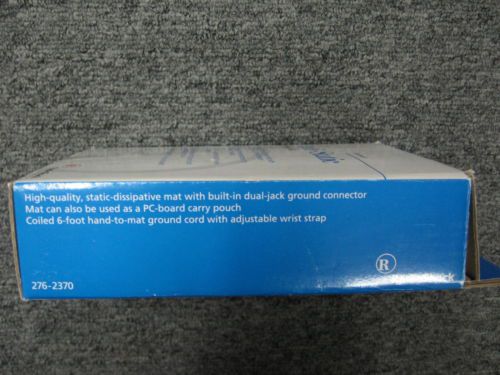 High-quality, static-dissipative mat with built-in dual-jack ground connector
Mat can also be used as a PC-board carry pouch
Coiled 6-foot hand-to-mat ground cord with adjustable wrist strap
®
276-2370